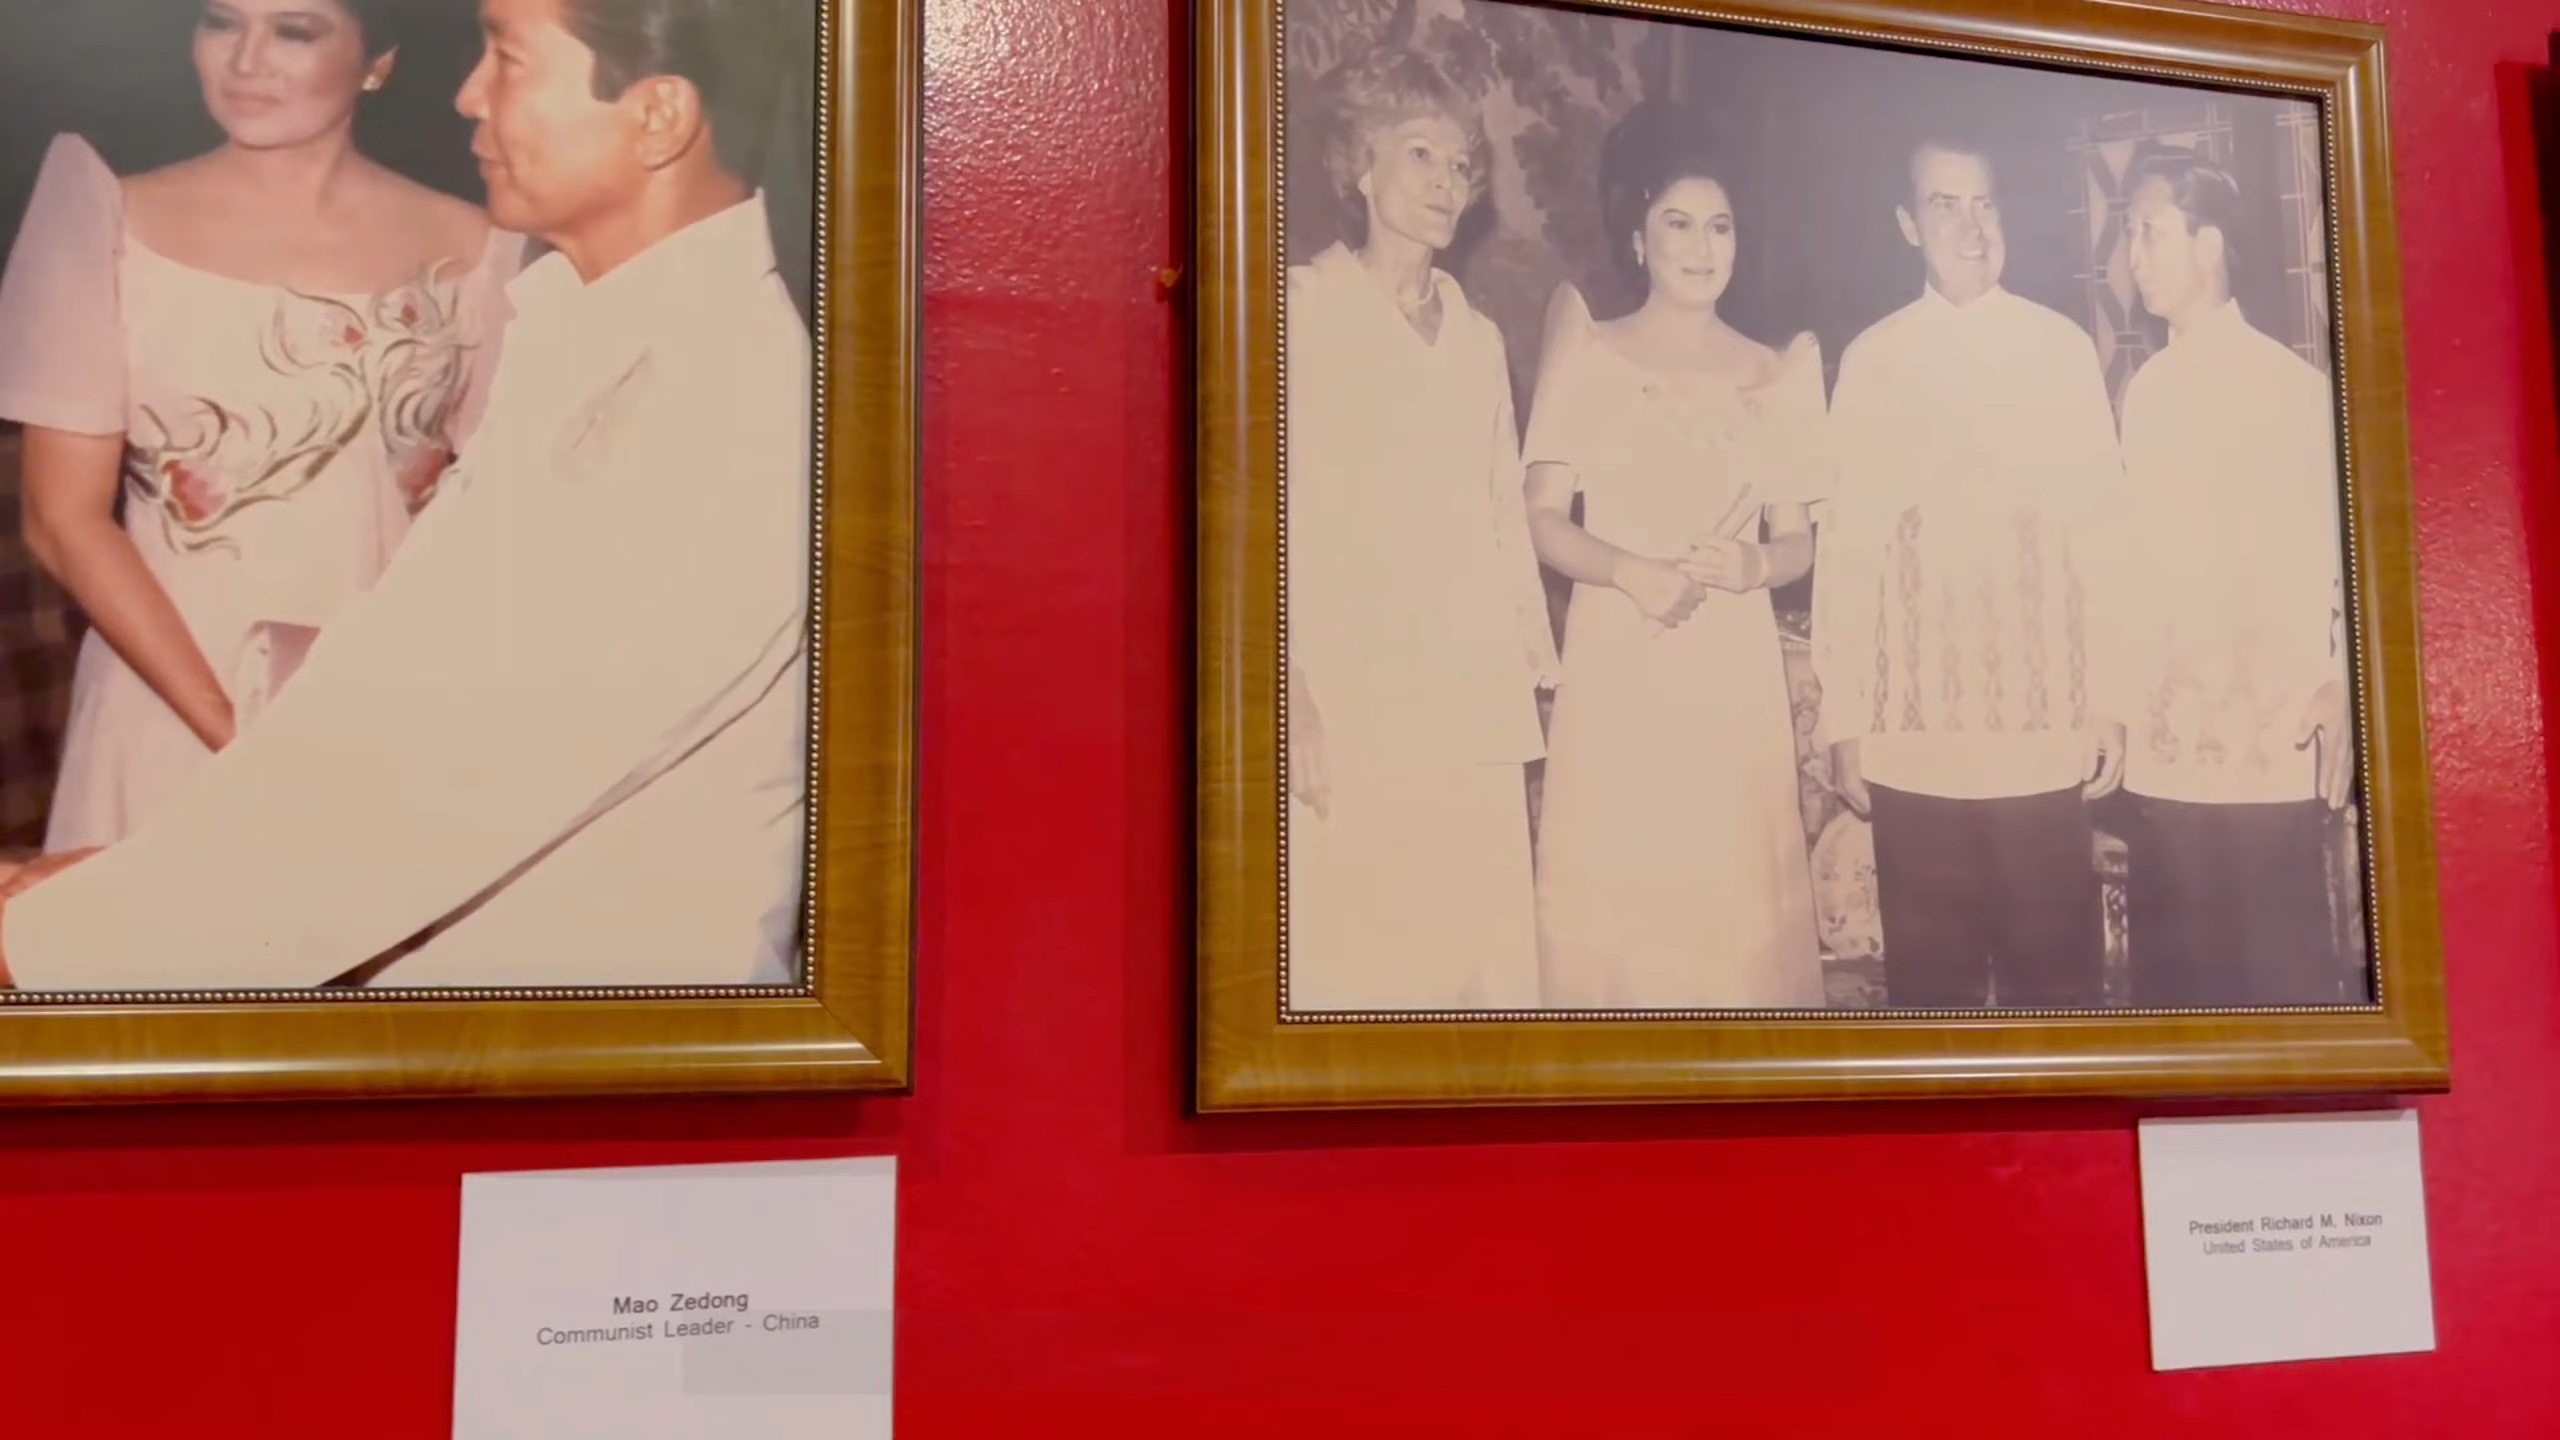 Mao Zedong
Communist Leader - China
President Richard M. Nixon
United States of America